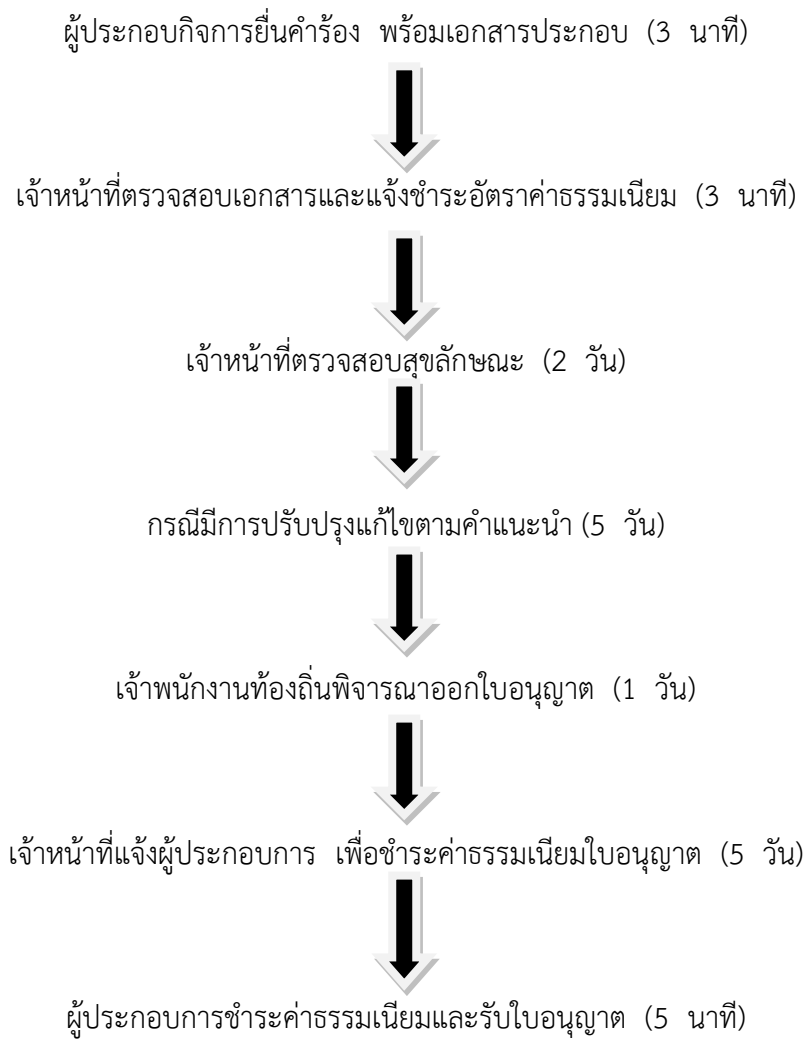 ผู้ประกอบกิจการยื่นคำร้อง พร้อมเอกสารประกอบ (3 นาที)
เจ้าหน้าที่ตรวจสอบเอกสารและแจ้งชำระอัตราค่าธรรมเนียม (3 นาที)
เจ้าหน้าที่ตรวจสอบสุขลักษณะ (2 วัน)
กรณีมีการปรับปรุงแก้ไขตามคำแนะนำ (5 วัน)
เจ้าพนักงานท้องถิ่นพิจารณาออกใบอนุญาต (1 วัน)
เจ้าหน้าที่แจ้งผู้ประกอบการ เพื่อชำระค่าธรรมเนียมใบอนุญาต (5 วัน)
ผู้ประกอบการชำระค่าธรรมเนียมและรับใบอนุญาต (5 นาที)